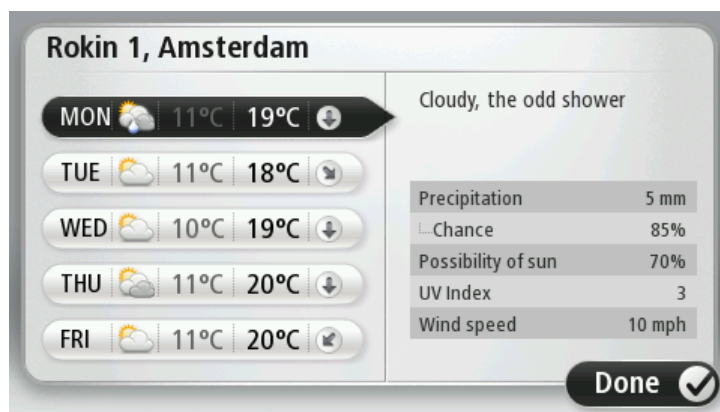 Rokin 1, Amsterdam
MON 11°C 19°C
TUE 11°C 18°C
WED 10°C 19°C
THU 11°C 20°C
FRI 11°C 20°C
Cloudy, the odd shower
Precipitation 5 mm
Chance 85%
Possibility of sun 70%
UV Index 3
Wind speed 10 mph
Done